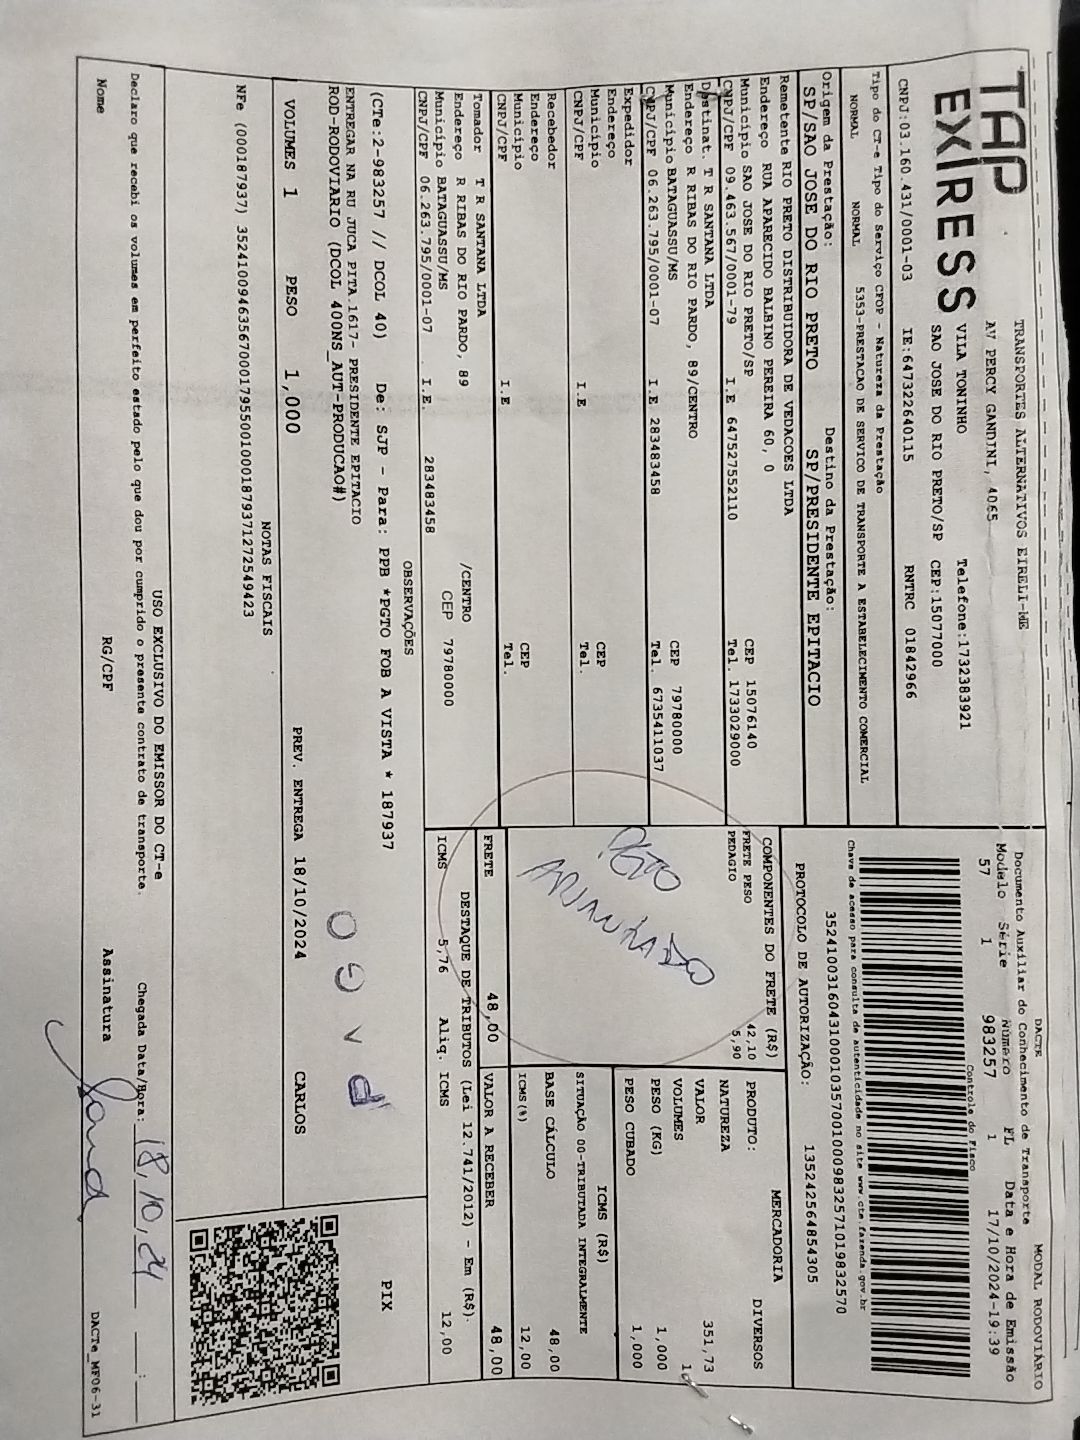 TAP
EXPRESS
TRANSPORTES ALTERNATIVOS EIRELI-ME
AV PERCY GANDINI, 4065
VILA TONINHO Telefone:1732383921
SAO JOSE DO RIO PRETO/SP CEP:15077000
CNPJ:03.160.431/0001-03 IE:647322640115 RNTRC 01842966
Tipo do CT-e Tipo do Serviço CFOP - Natureza da Prestação
NORMAL NORMAL 5353-PRESTACAO DE SERVICO DE TRANSPORTE A ESTABELECIMENTO COMERCIAL
Origem da Prestação: Destino da Prestação:
SP/SAO JOSE DO RIO PRETO SP/PRESIDENTE EPITACIO
Remetente RIO PRETO DISTRIBUIDORA DE VEDACOES LTDA
Endereço RUA APARECIDO BALBINO PEREIRA 60, 0
Município SAO JOSE DO RIO PRETO/SP CEP 15076140
CNPJ/CPF 09.463.567/0001-79 I.E 647527552110 Tel. 1733029000
Destinat. T R SANTANA LTDA
Endereço R RIBAS DO RIO PARDO, 89/CENTRO
Município BATAGUASSU/MS CEP 79780000
CNPJ/CPF 06.263.795/0001-07 I.E 283483458 Tel. 6735411037
Expedidor
Endereço
Município CEP
CNPJ/CPF I.E Tel.
Recebedor
Endereço
Município CEP
CNPJ/CPF I.E Tel.
Tomador T R SANTANA LTDA
Endereço R RIBAS DO RIO PARDO, 89 /CENTRO
Município BATAGUASSU/MS CEP 79780000
CNPJ/CPF 06.263.795/0001-07 I.E. 283483458
DACTE MODAL RODOVIÁRIO
Documento Auxiliar do Conhecimento de Transporte
Modelo Série Número FL Data e Hora de Emissão
57 1 983257 1 17/10/2024-19:39
Controle do Fisco
Chave de acesso para consulta de autenticidade no site www.cte.fazenda.gov.br
35241003160431000103570010009832571019832570
PROTOCOLO DE AUTORIZAÇÃO: 135242564854305
COMPONENTES DO FRETE (R$)
FRETE PESO 42,10
PEDAGIO 5,90
PGTO
FRETE 48,00
MERCADORIA
PRODUTO: DIVERSOS
NATUREZA
VALOR 351,73
VOLUMES 1
PESO (KG) 1,000
PESO CUBADO 1,000
ICMS (R$)
SITUAÇÃO 00-TRIBUTADA INTEGRALMENTE
BASE CÁLCULO 48,00
ICMS(%) 12,00
VALOR A RECEBER 48,00
DESTAQUE DE TRIBUTOS (Lei 12.741/2012) - Em (R$).
ICMS 5,76 Aliq. ICMS 12,00
OBSERVAÇÕES
(CTe:2-983257 // DCOL 40) De: SJP - Para: PPB *PGTO FOB A VISTA * 187937
ENTREGAR NA RU JUCA PITA 1617- PRESIDENTE EPITACIO
ROD-RODOVIARIO (DCOL 400NS_AUT-PRODUCAO#)
PIX
VOLUMES 1 PESO 1,000 PREV. ENTREGA 18/10/2024 CARLOS
NOTAS FISCAIS
NFe (000187937) 35241009463567000179550010001879371272549423
USO EXCLUSIVO DO EMISSOR DO CT-e
Declaro que recebi os volumes em perfeito estado pelo que dou por cumprido o presente contrato de transporte. Chegada Data/Hora: 18/10/24 :
Nome RG/CPF Assinatura
DACTe_MF06-31